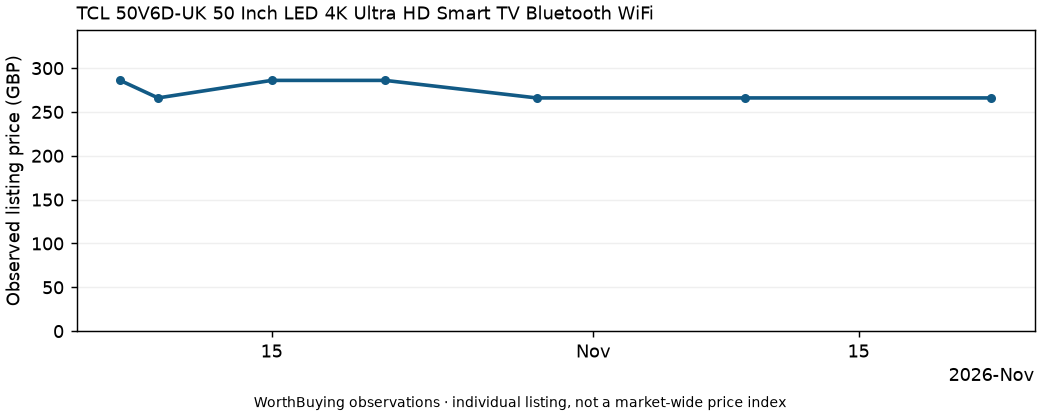 TCL 50V6D-UK 50 Inch LED 4K Ultra HD Smart TV Bluetooth WiFi
Observed listing price (GBP)
300
250
200
150
100
50
0
15
Nov
15
2026-Nov
WorthBuying observations · individual listing, not a market-wide price index